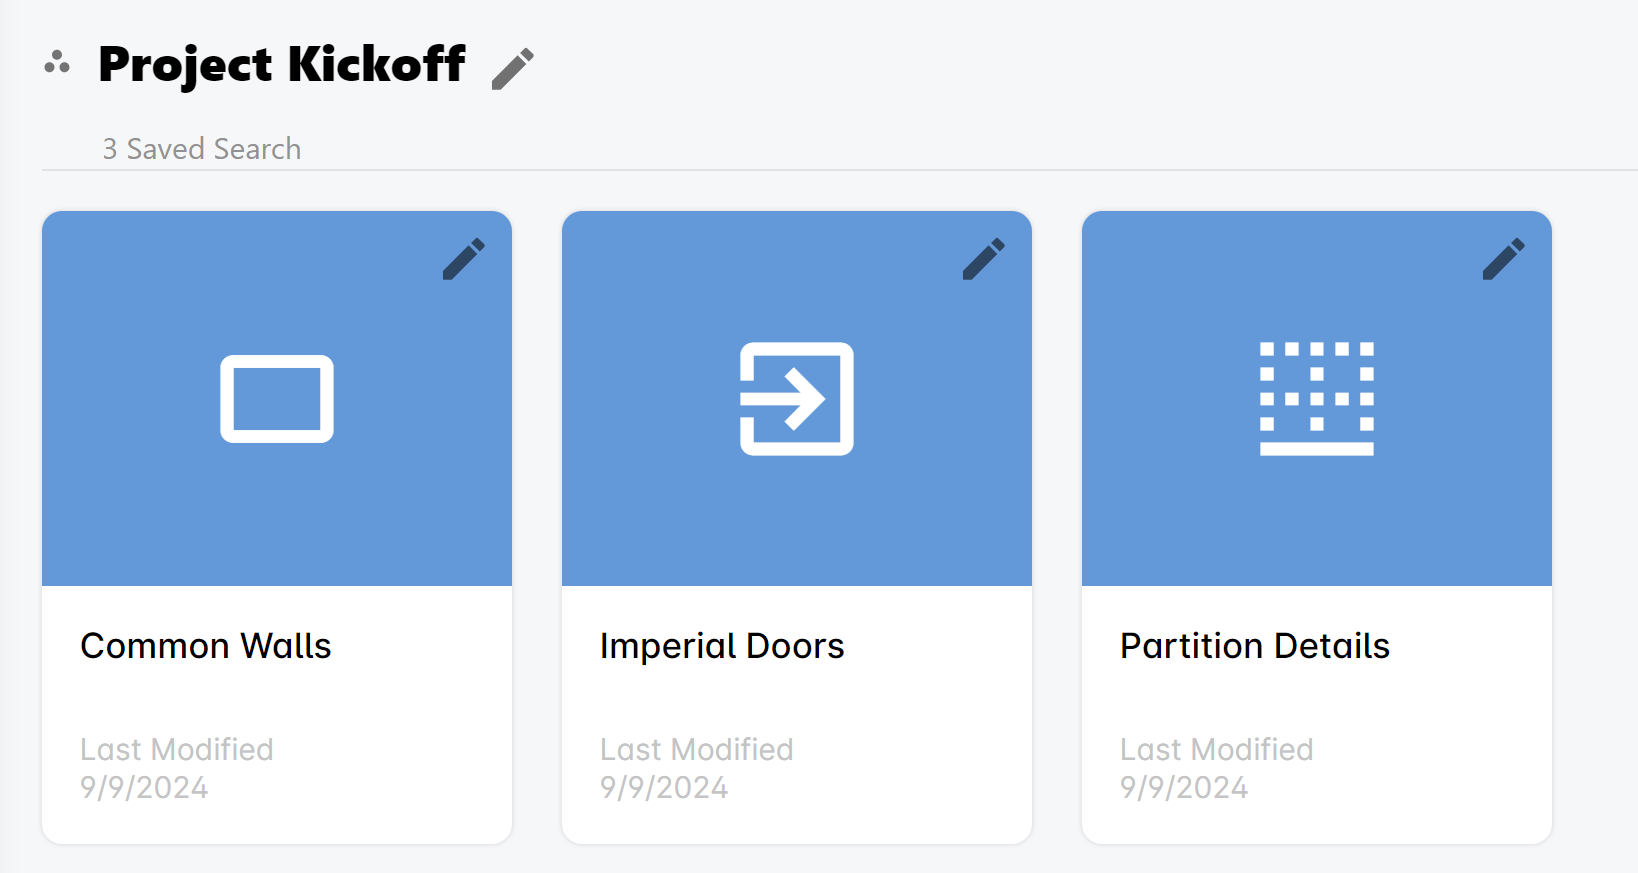 Project Kickoff
3 Saved Search
Common Walls
Last Modified
9/9/2024
Imperial Doors
Last Modified
9/9/2024
Partition Details
Last Modified
9/9/2024